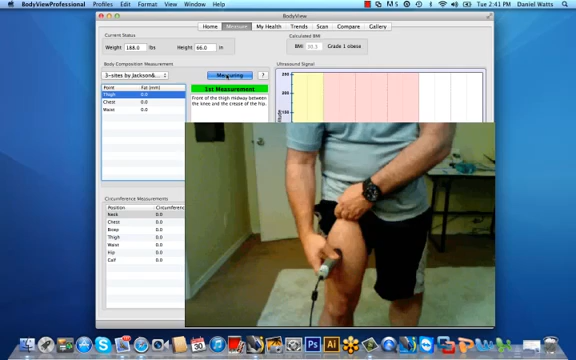 BodyViewProfessional Profiles Edit Format View Window Help Tue 2:41 PM Daniel Watts
BodyView
Home Measure My Health Trends Scan Compare Gallery
Current Status
Calculated BMI
Weight 188.0 lbs Height 66.0 in
BMI 30.3 Grade 1 obese
Body Composition Measurement
Ultrasound Signal
3-sites by Jackson&... Measuring ?
Point Fat (mm)
Thigh 0.0
Chest 0.0
Waist 0.0
1st Measurement
Front of the thigh midway between
the knee and the crease of the hip.
Circumference Measurements
Position Circumference
Neck 0.0
Chest 0.0
Bicep 0.0
Thigh 0.0
Waist 0.0
Hip 0.0
Calf 0.0